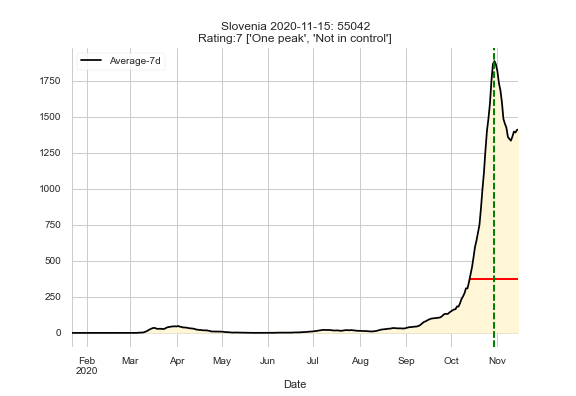 Slovenia 2020-11-15: 55042
Rating:7 ['One peak', 'Not in control']
Average-7d
1750
1500
1250
1000
750
500
250
0
Feb Mar Apr May Jun Jul Aug Sep Oct Nov
2020
Date